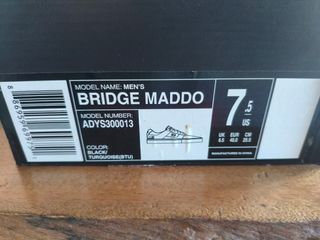 MODEL NAME: MEN'S
BRIDGE MADDO
MODEL NUMBER:
ADYS300013
COLOR:
BLACK/
TURQUOISE(BTU)
7.5
US
UK EUR CM
6.5 40.0 25.5
MADE IN CHINA